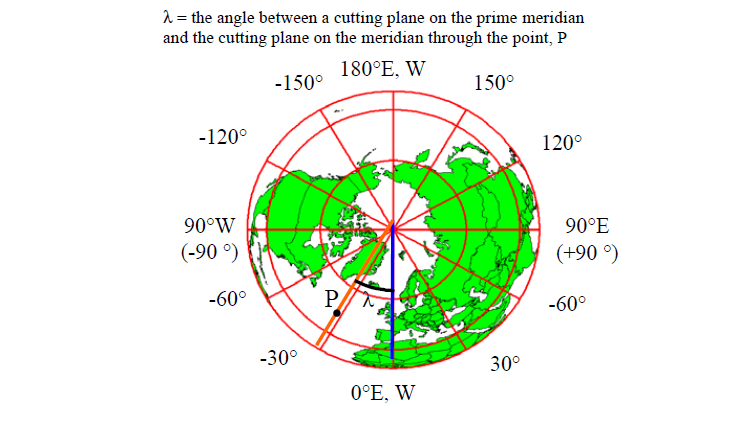 λ = the angle between a cutting plane on the prime meridian
and the cutting plane on the meridian through the point, P
180°E, W
-150°
150°
-120°
120°
90°W
(-90 °)
90°E
(+90 °)
-60°
P
λ
-60°
-30°
30°
0°E, W